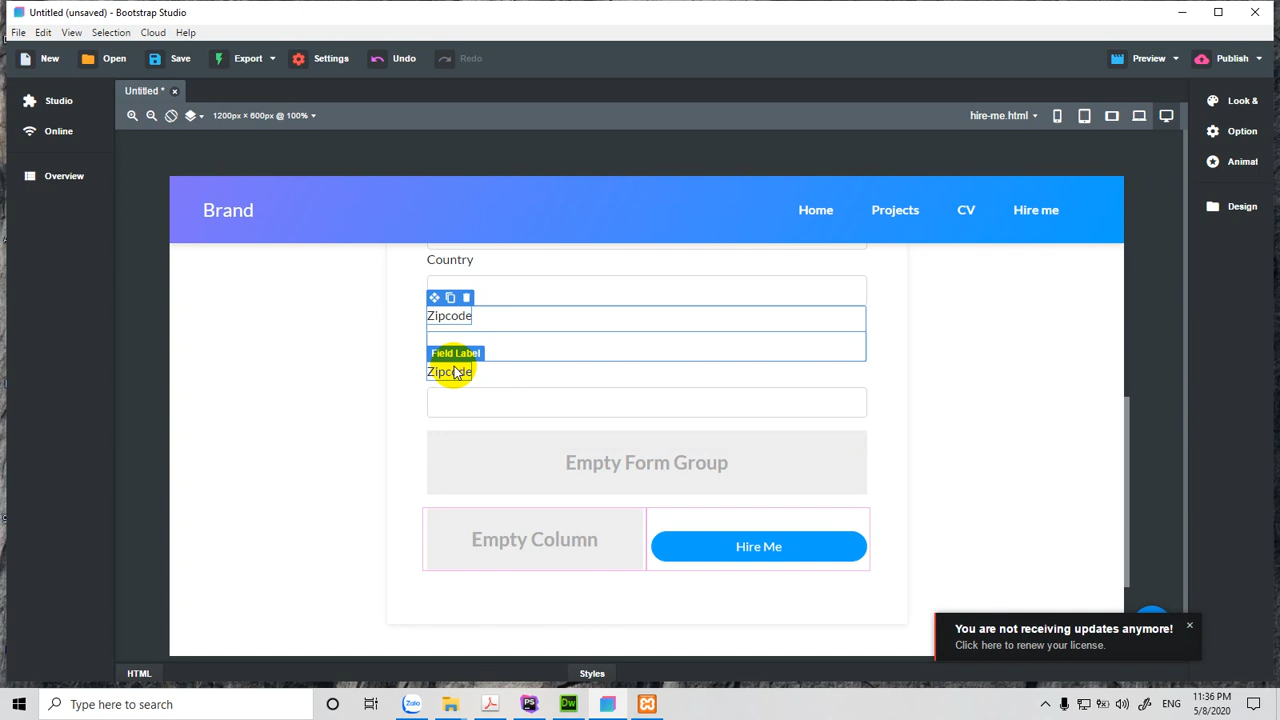 Untitled (unsaved) - Bootstrap Studio
File Edit View Selection Cloud Help
New Open Save Export Settings Undo Redo Preview Publish
Untitled *
Studio
Online
Overview
1200px × 600px @ 100%
hire-me.html
Look &
Option
Animat
Design
Brand
Home Projects CV Hire me
Country
Zipcode
Field Label
Zipcode
Empty Form Group
Empty Column
Hire Me
You are not receiving updates anymore!
Click here to renew your license.
HTML
Styles
Type here to search
Zalo
PS
Dw
ENG
11:36 PM
5/8/2020